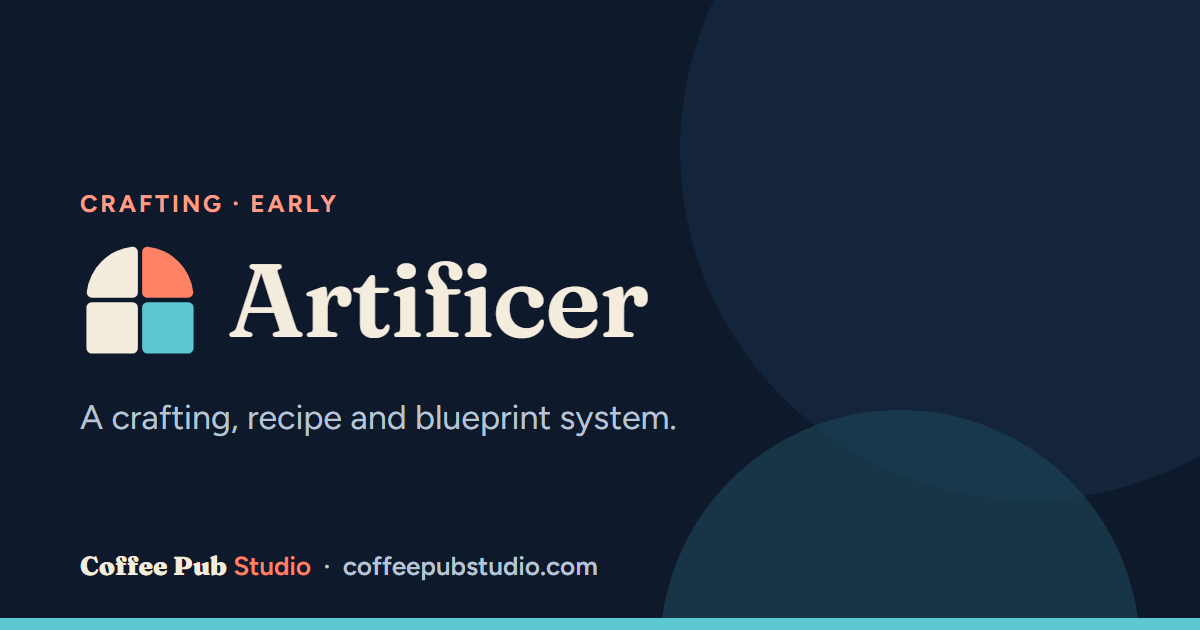 CRAFTING · EARLY
Artificer
A crafting, recipe and blueprint system.
Coffee Pub Studio · coffeepubstudio.com